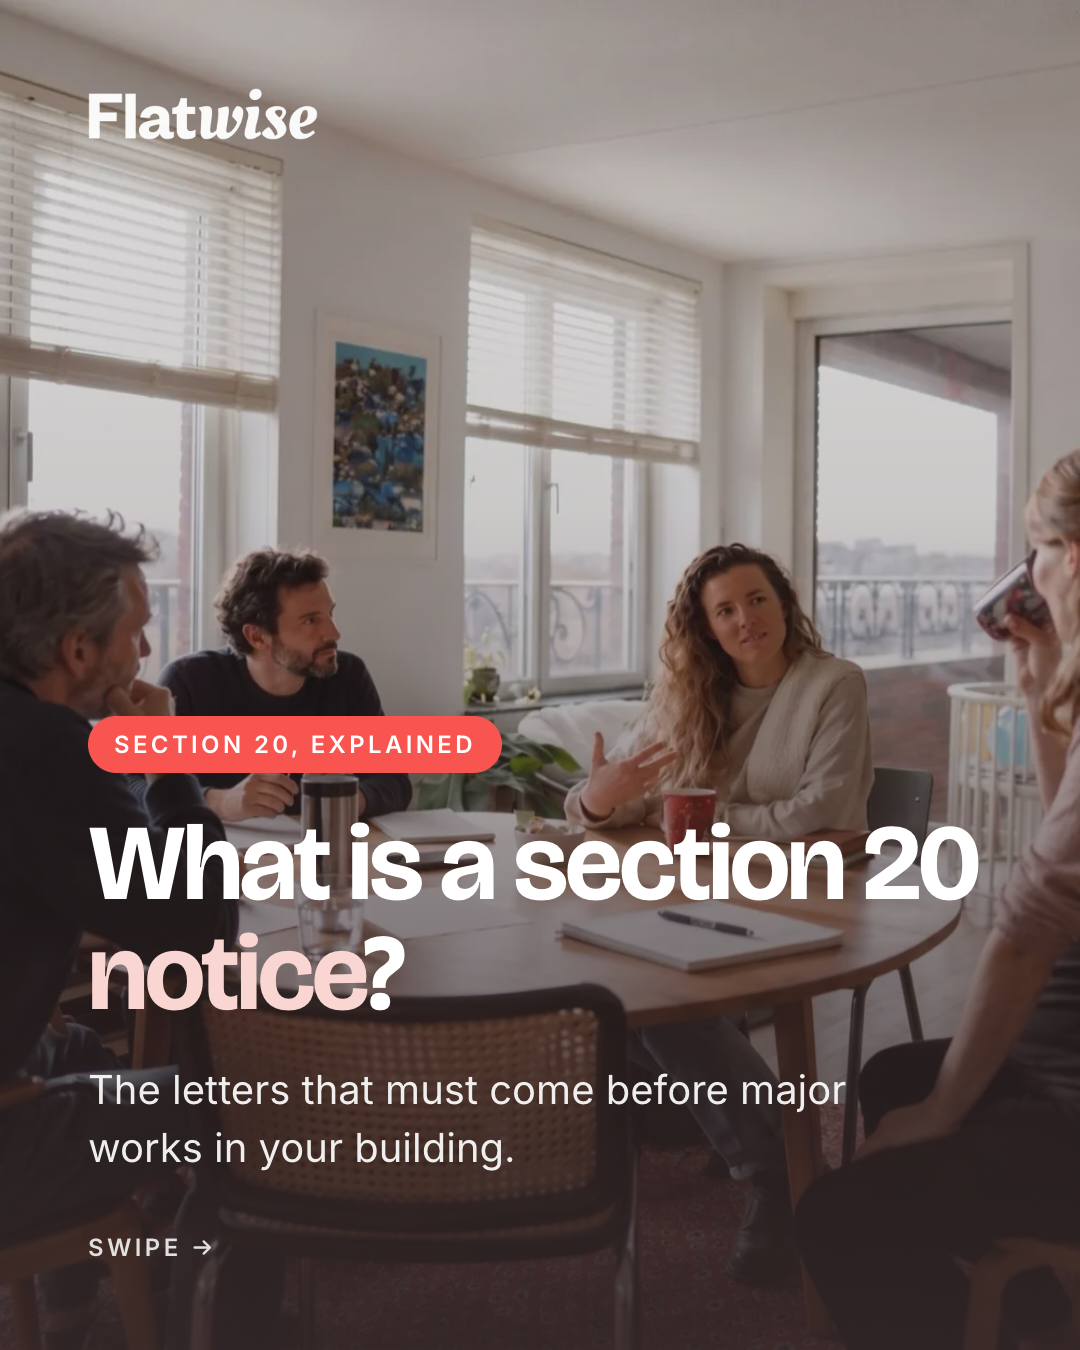 Flatwise
SECTION 20, EXPLAINED
What is a section 20
notice?
The letters that must come before major
works in your building.
SWIPE →